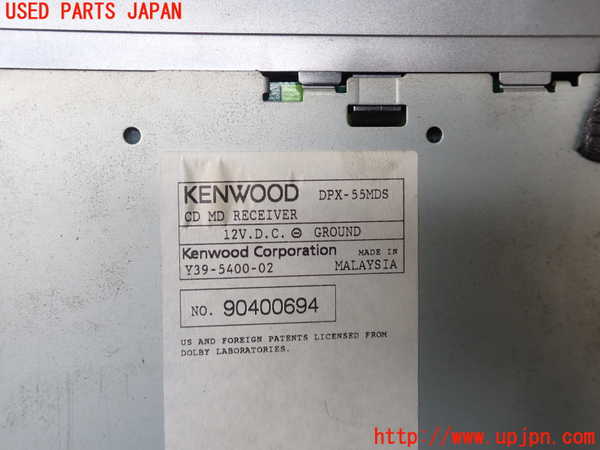 USED PARTS JAPAN
KENWOOD DPX-55MDS
CD MD RECEIVER
12V.D.C. ⊖ GROUND
Kenwood Corporation MADE IN
Y39-5400-02 MALAYSIA
NO. 90400694
US AND FOREIGN PATENTS LICENSED FROM
DOLBY LABORATORIES.
http://www.upjpn.com/